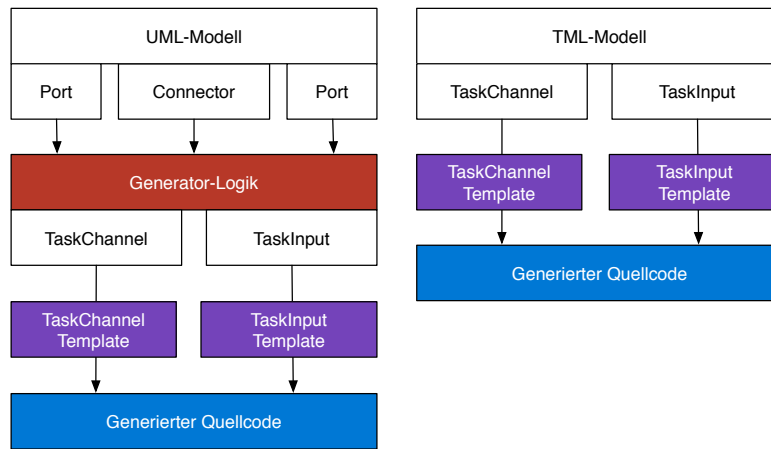 UML-Modell
Port
Connector
Port
Generator-Logik
TaskChannel
TaskInput
TaskChannel
Template
TaskInput
Template
Generierter Quellcode
TML-Modell
TaskChannel
TaskInput
TaskChannel
Template
TaskInput
Template
Generierter Quellcode